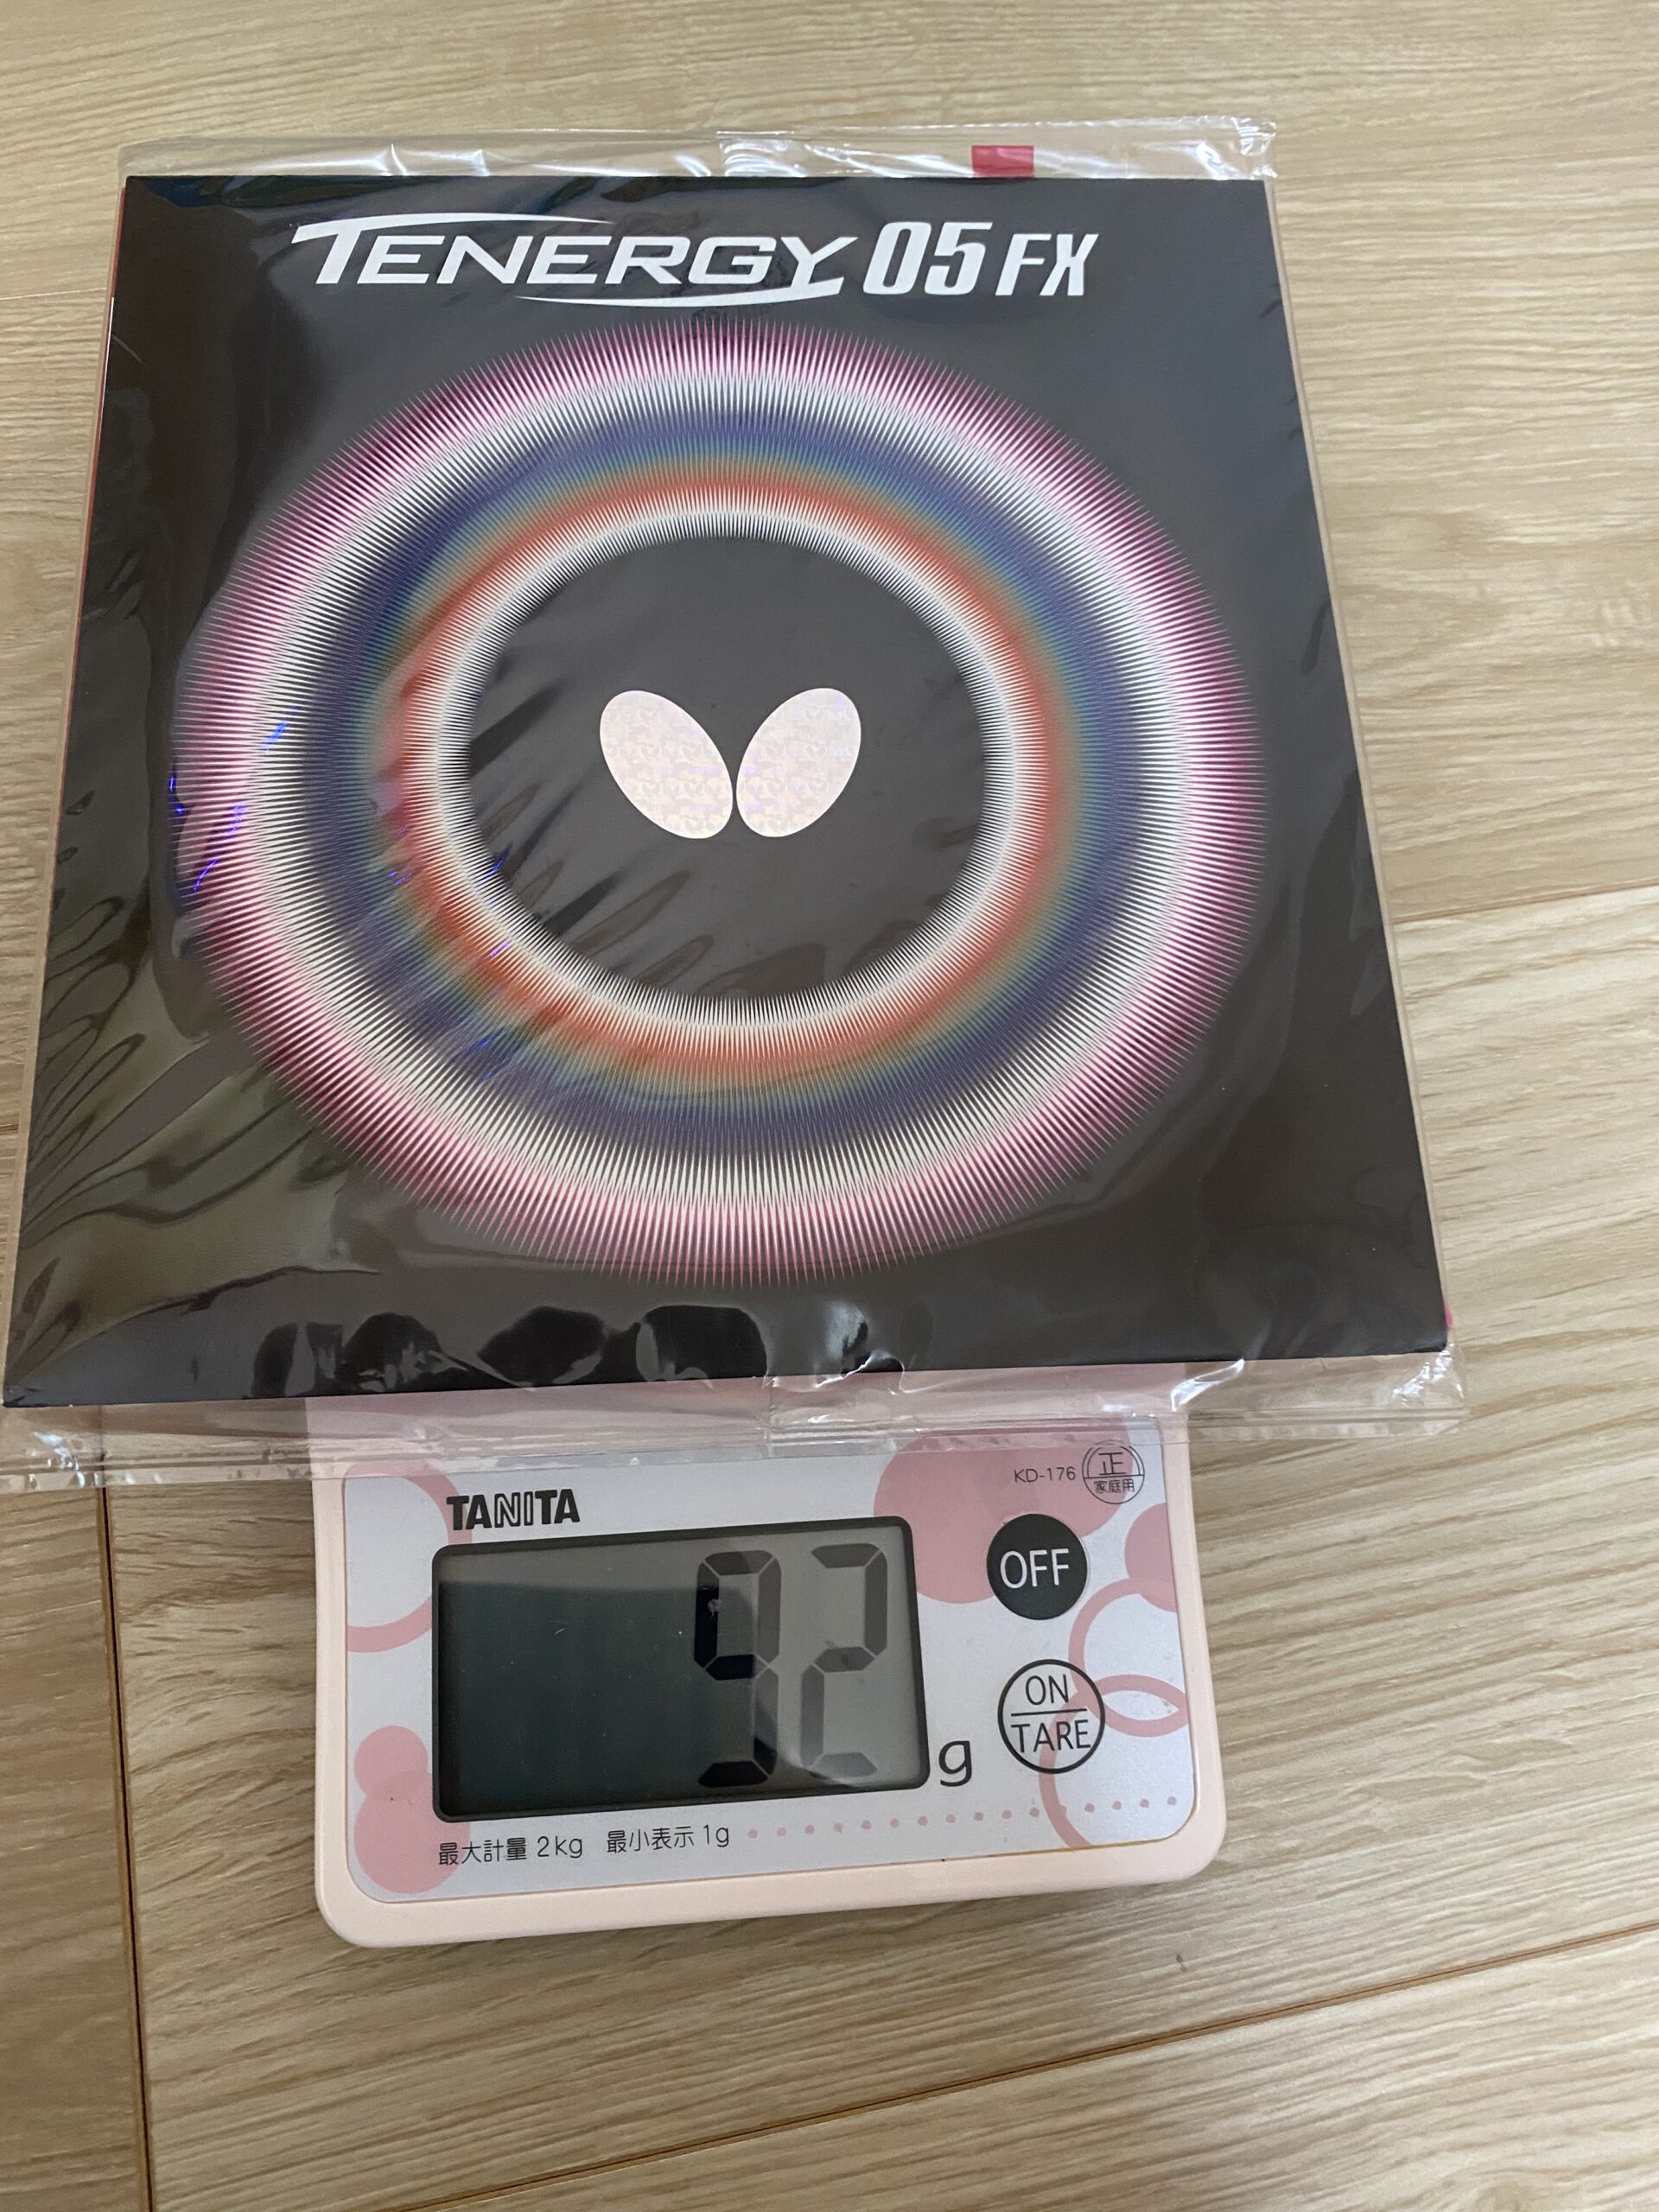 TENERGY 05 FX
KD-176
正
家庭用
TANITA
OFF
92 g
ON
TARE
最大計量 2kg 最小表示 1g